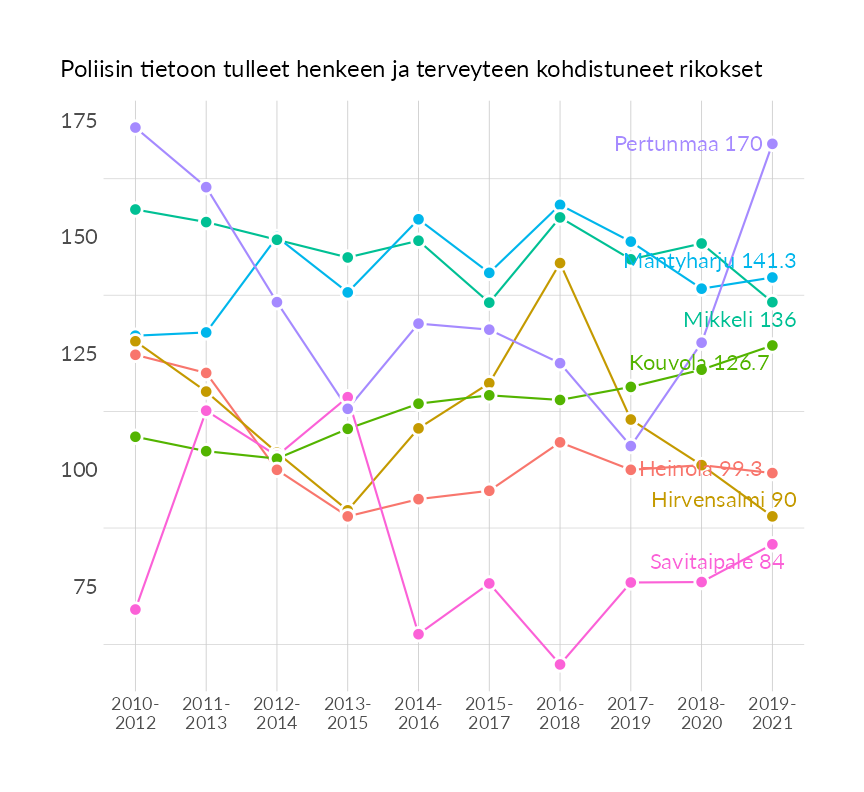 Poliisin tietoon tulleet henkeen ja terveyteen kohdistuneet rikokset
175
150
125
100
75
Pertunmaa 170
Mäntyharju 141.3
Mikkeli 136
Kouvola 126.7
Heinola 99.3
Hirvensalmi 90
Savitaipale 84
2010- 2011- 2012- 2013- 2014- 2015- 2016- 2017- 2018- 2019-
2012 2013 2014 2015 2016 2017 2018 2019 2020 2021